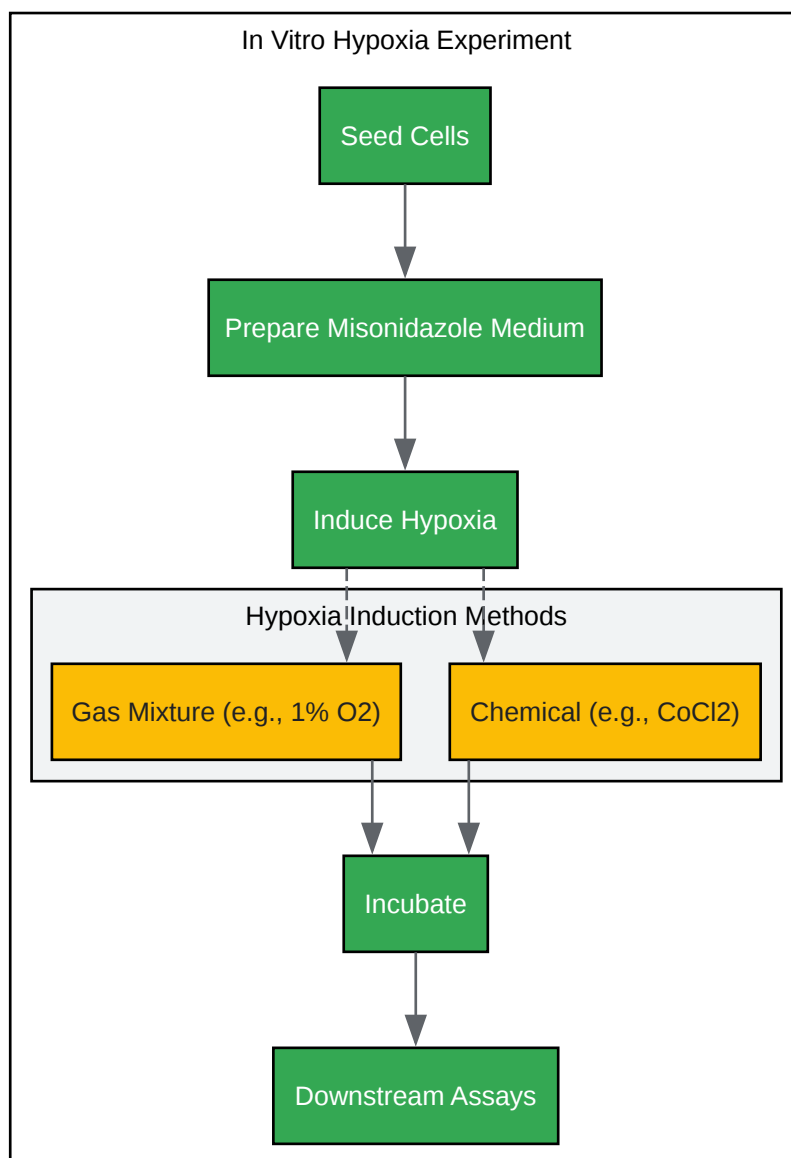 In Vitro Hypoxia Experiment
Seed Cells
Prepare Misonidazole Medium
Induce Hypoxia
Hypoxia Induction Methods
Gas Mixture (e.g., 1% O2)
Chemical (e.g., CoCl2)
Incubate
Downstream Assays